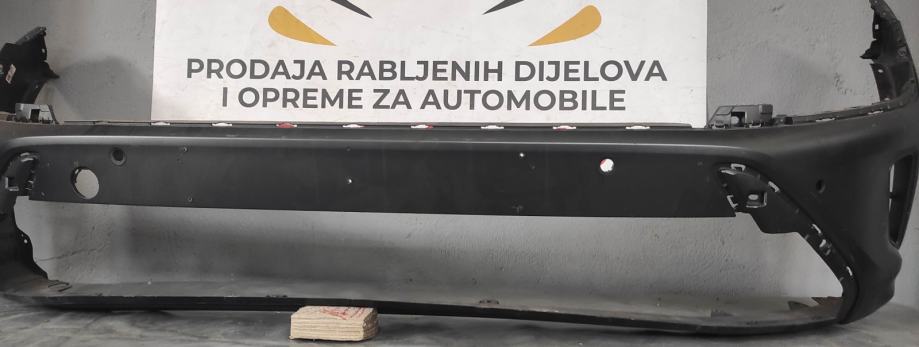 PRODAJA RABLJENIH DIJELOVA
I OPREME ZA AUTOMOBILE